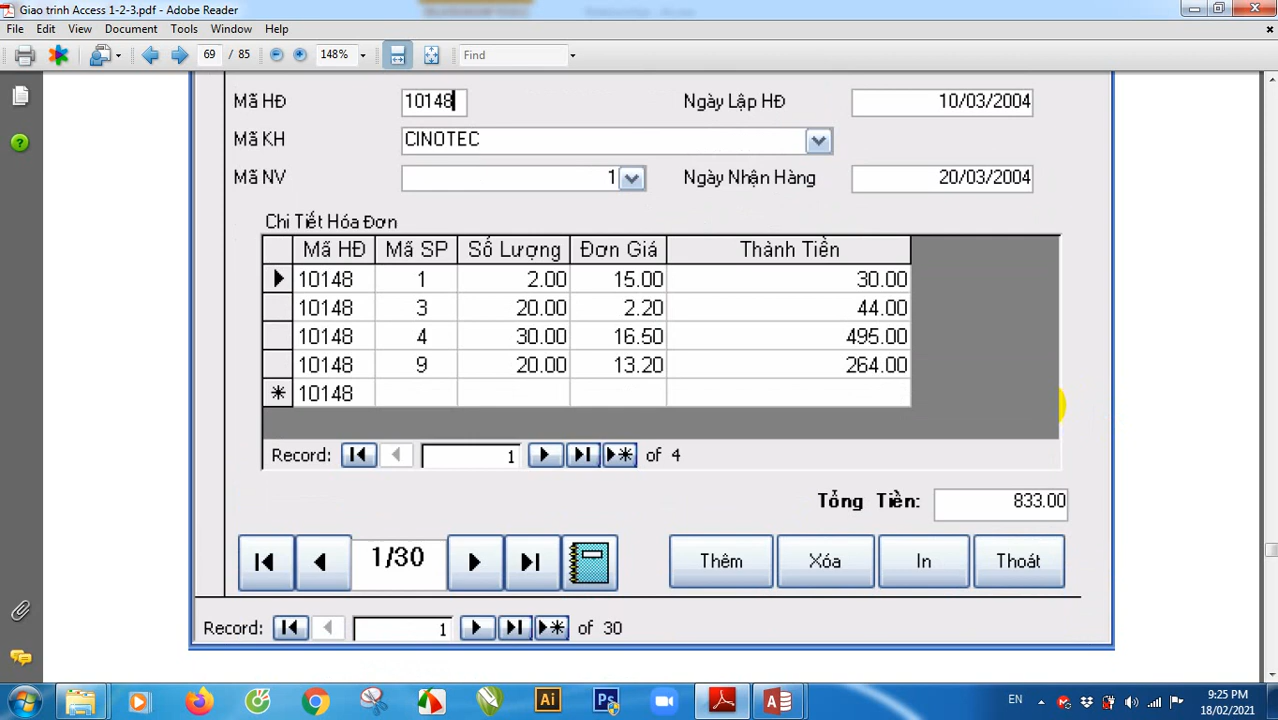 Giao trinh Access 1-2-3.pdf - Adobe Reader
File Edit View Document Tools Window Help
69 / 85 148% Find
Mã HĐ 10148 Ngày Lập HĐ 10/03/2004
Mã KH CINOTEC
Mã NV 1 Ngày Nhận Hàng 20/03/2004
Chi Tiết Hóa Đơn
Mã HĐ Mã SP Số Lượng Đơn Giá Thành Tiền
10148 1 2.00 15.00 30.00
10148 3 20.00 2.20 44.00
10148 4 30.00 16.50 495.00
10148 9 20.00 13.20 264.00
10148
Record: 1 of 4
Tổng Tiền: 833.00
1/30 Thêm Xóa In Thoát
Record: 1 of 30
EN 9:25 PM
18/02/2021